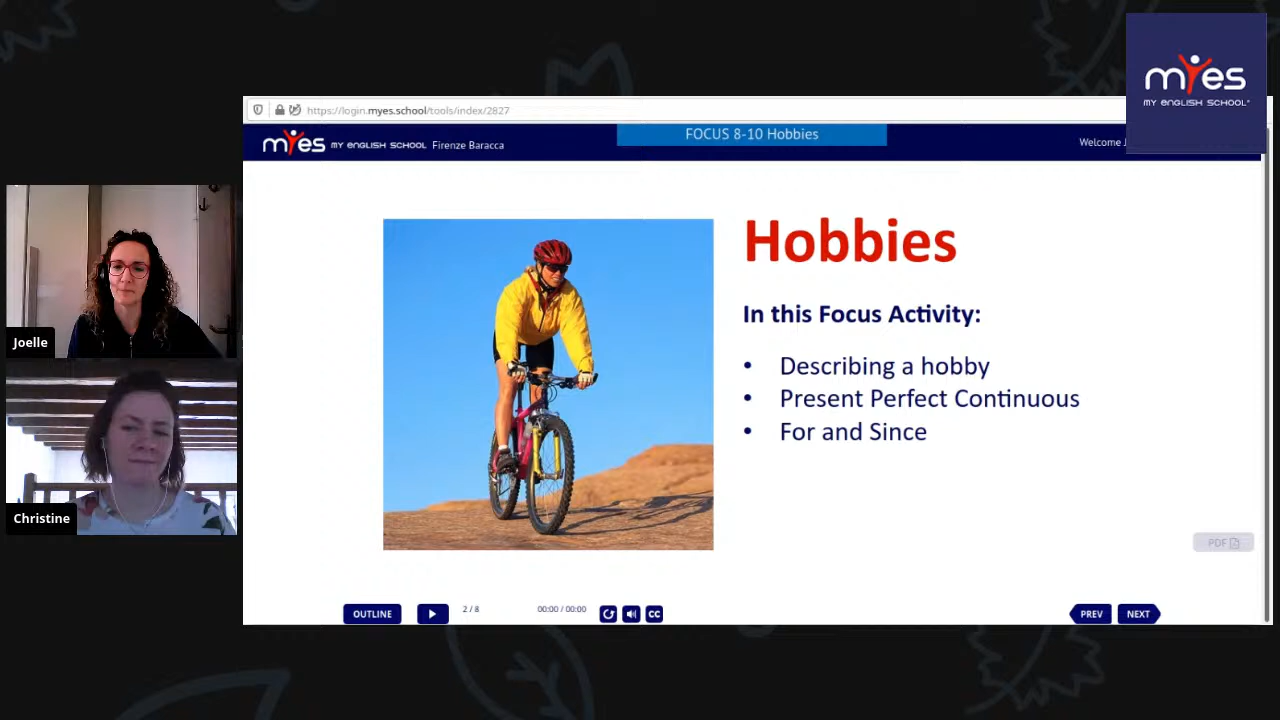 myes
MY ENGLISH SCHOOL
https://login.myes.school/tools/index/2827
myes MY ENGLISH SCHOOL Firenze Baracca
FOCUS 8-10 Hobbies
Welcome J
Hobbies
In this Focus Activity:
• Describing a hobby
• Present Perfect Continuous
• For and Since
Joelle
Christine
PDF
OUTLINE
2 / 8
00:00 / 00:00
CC
PREV
NEXT